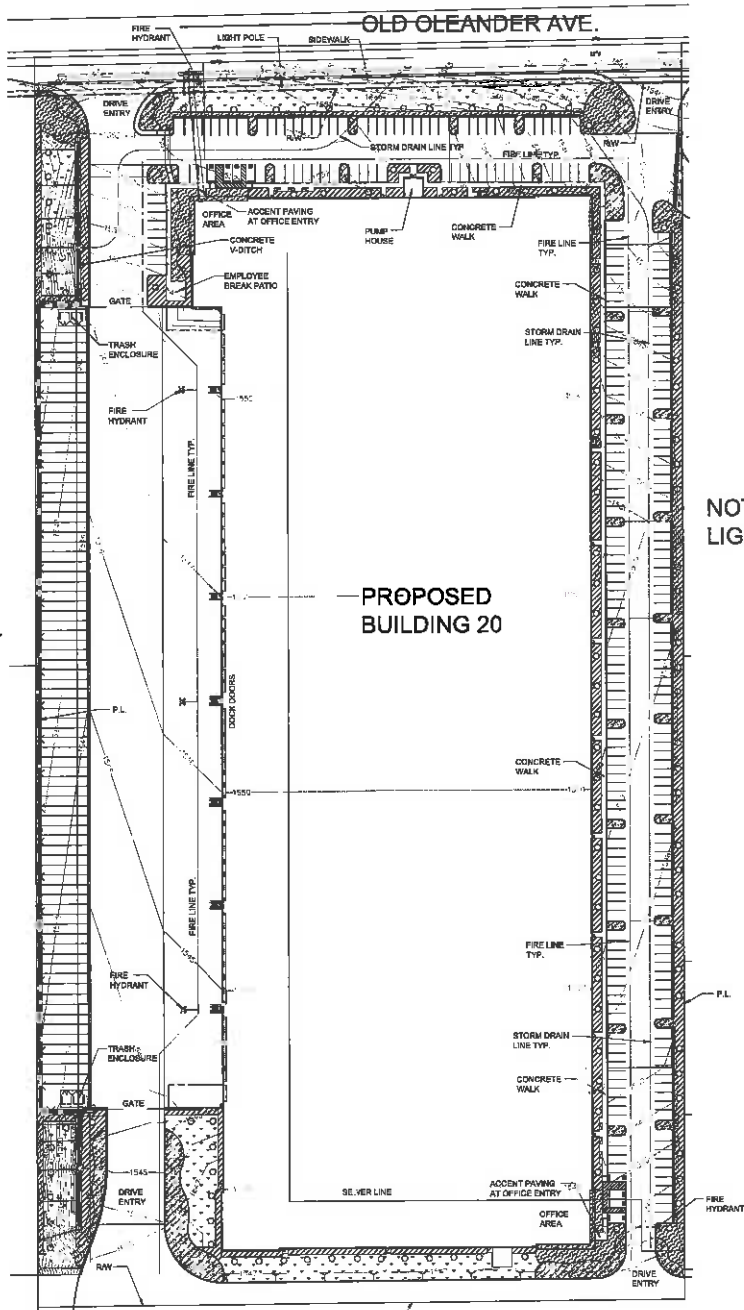 OLD OLEANDER AVE.
FIRE
HYDRANT
LIGHT POLE
SIDEWALK
DRIVE
ENTRY
DRIVE
ENTRY
R/W
STORM DRAIN LINE TYP.
FIRE LINE TYP.
R/W
OFFICE
AREA
ACCENT PAVING
AT OFFICE ENTRY
PUMP
HOUSE
CONCRETE
WALK
CONCRETE
V-DITCH
FIRE LINE
TYP.
EMPLOYEE
BREAK PATIO
CONCRETE
WALK
GATE
TRASH
ENCLOSURE
STORM DRAIN
LINE TYP.
FIRE
HYDRANT
1550
FIRE LINE TYP.
NOT
LIG
PROPOSED
BUILDING 20
DOCK DOORS
P.L.
CONCRETE
WALK
1550
FIRE LINE TYP.
FIRE LINE
TYP.
1545
FIRE
HYDRANT
P.L.
STORM DRAIN
LINE TYP.
TRASH
ENCLOSURE
CONCRETE
WALK
GATE
1545
DRIVE
ENTRY
SEWER LINE
ACCENT PAVING
AT OFFICE ENTRY
OFFICE
AREA
FIRE
HYDRANT
R/W
DRIVE
ENTRY